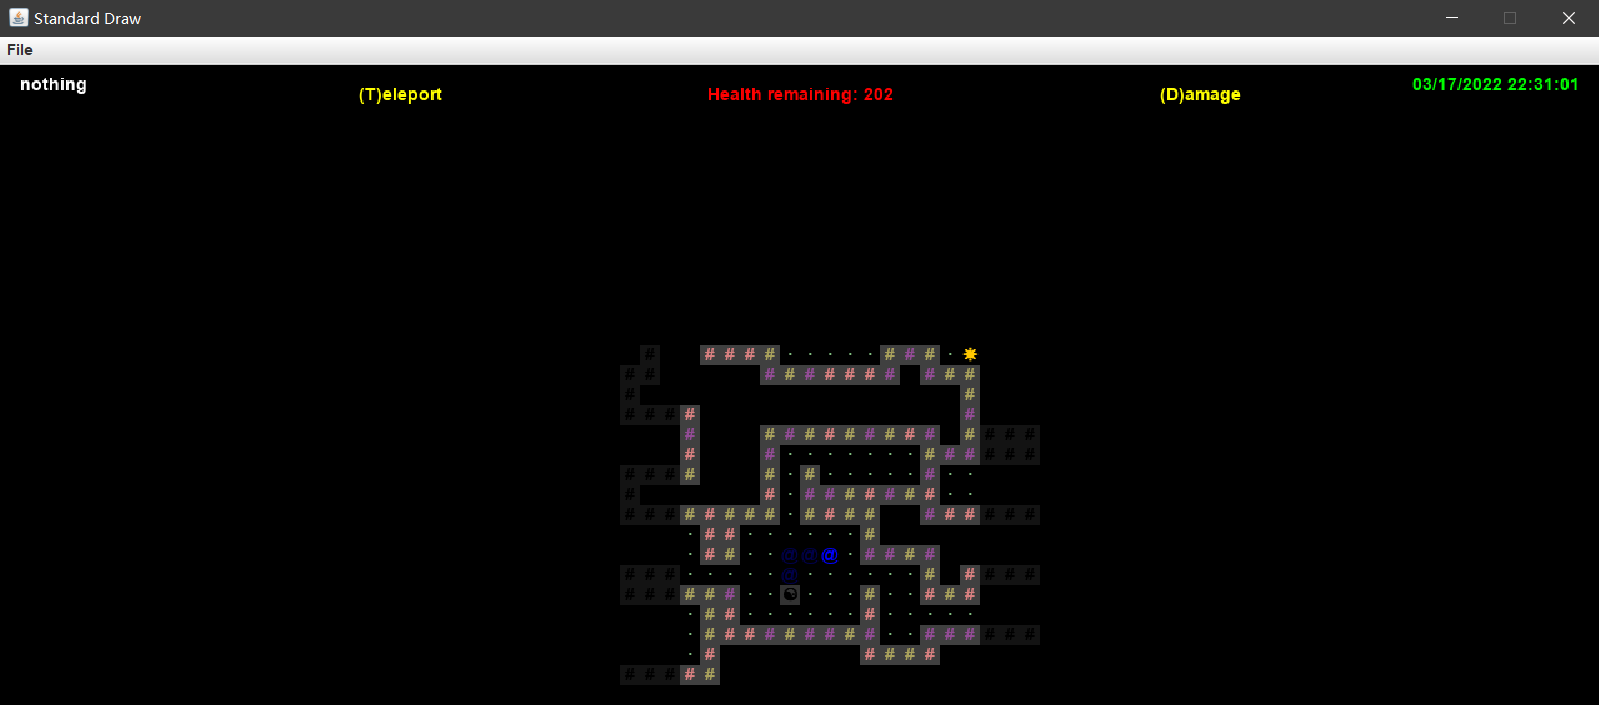 Standard Draw
File
nothing
(T)eleport
Health remaining: 202
(D)amage
03/17/2022 22:31:01